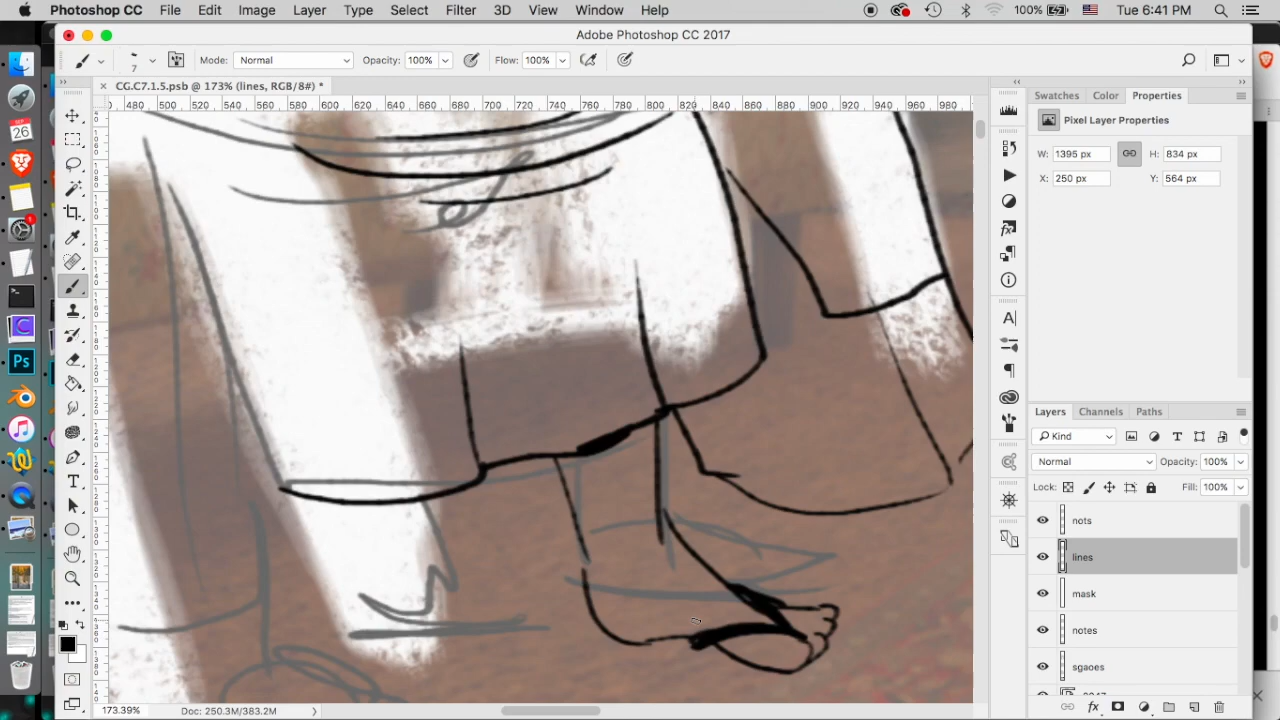 Photoshop CC File Edit Image Layer Type Select Filter 3D View Window Help 100% Tue 6:41 PM
Adobe Photoshop CC 2017
7 Mode: Normal Opacity: 100% Flow: 100%
× CG.C7.1.5.psb @ 173% (lines, RGB/8#) *
Swatches Color Properties
480 500 520 540 560 580 600 620 640 660 680 700 720 740 760 780 800 820 840 860 880 900 920 940 960 980
Pixel Layer Properties
W: 1395 px H: 834 px
X: 250 px Y: 564 px
SEP
26
Ps
Layers Channels Paths
Kind
Normal Opacity: 100%
Lock: Fill: 100%
nots
lines
mask
notes
sgaoes
173.39% Doc: 250.3M/383.2M